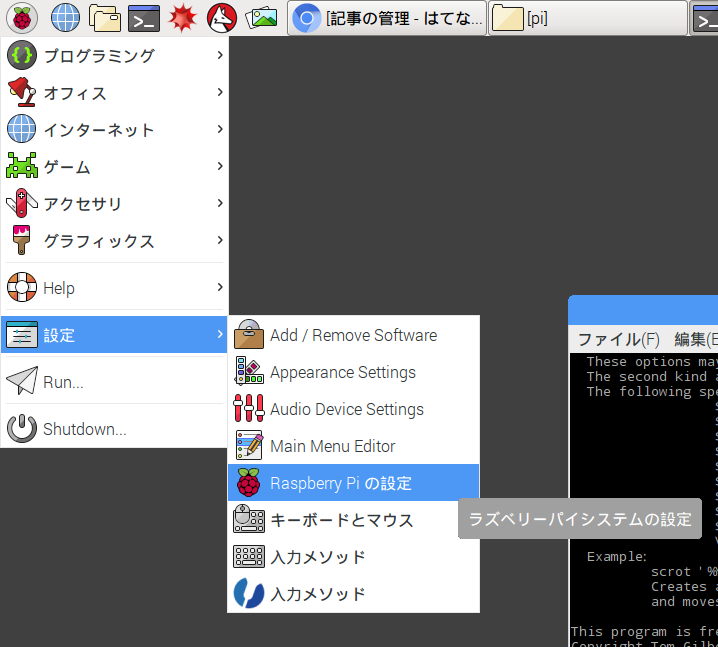 [記事の管理 - はてな...
[pi]
プログラミング
オフィス
インターネット
ゲーム
アクセサリ
グラフィックス
Help
設定
Run...
Shutdown...
Add / Remove Software
Appearance Settings
Audio Device Settings
Main Menu Editor
Raspberry Pi の設定
キーボードとマウス
入力メソッド
入力メソッド
ラズベリーパイシステムの設定
ファイル(F) 編集(E
These options may
The second kind a
The following spe
Example:
scrot '%
Creates a
and moves
This program is fre
Copyright Tom Gilb